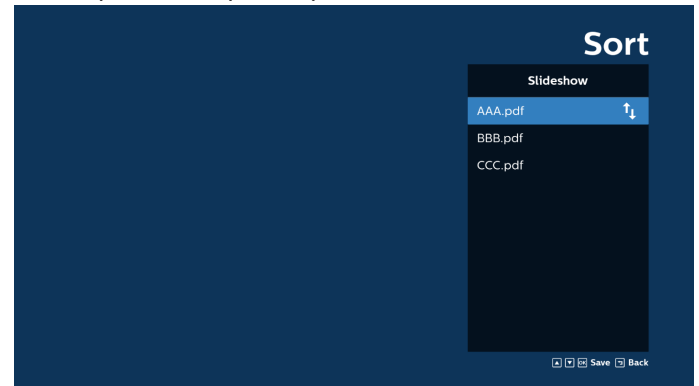 Sort
Slideshow
AAA.pdf
BBB.pdf
CCC.pdf
OK Save Back